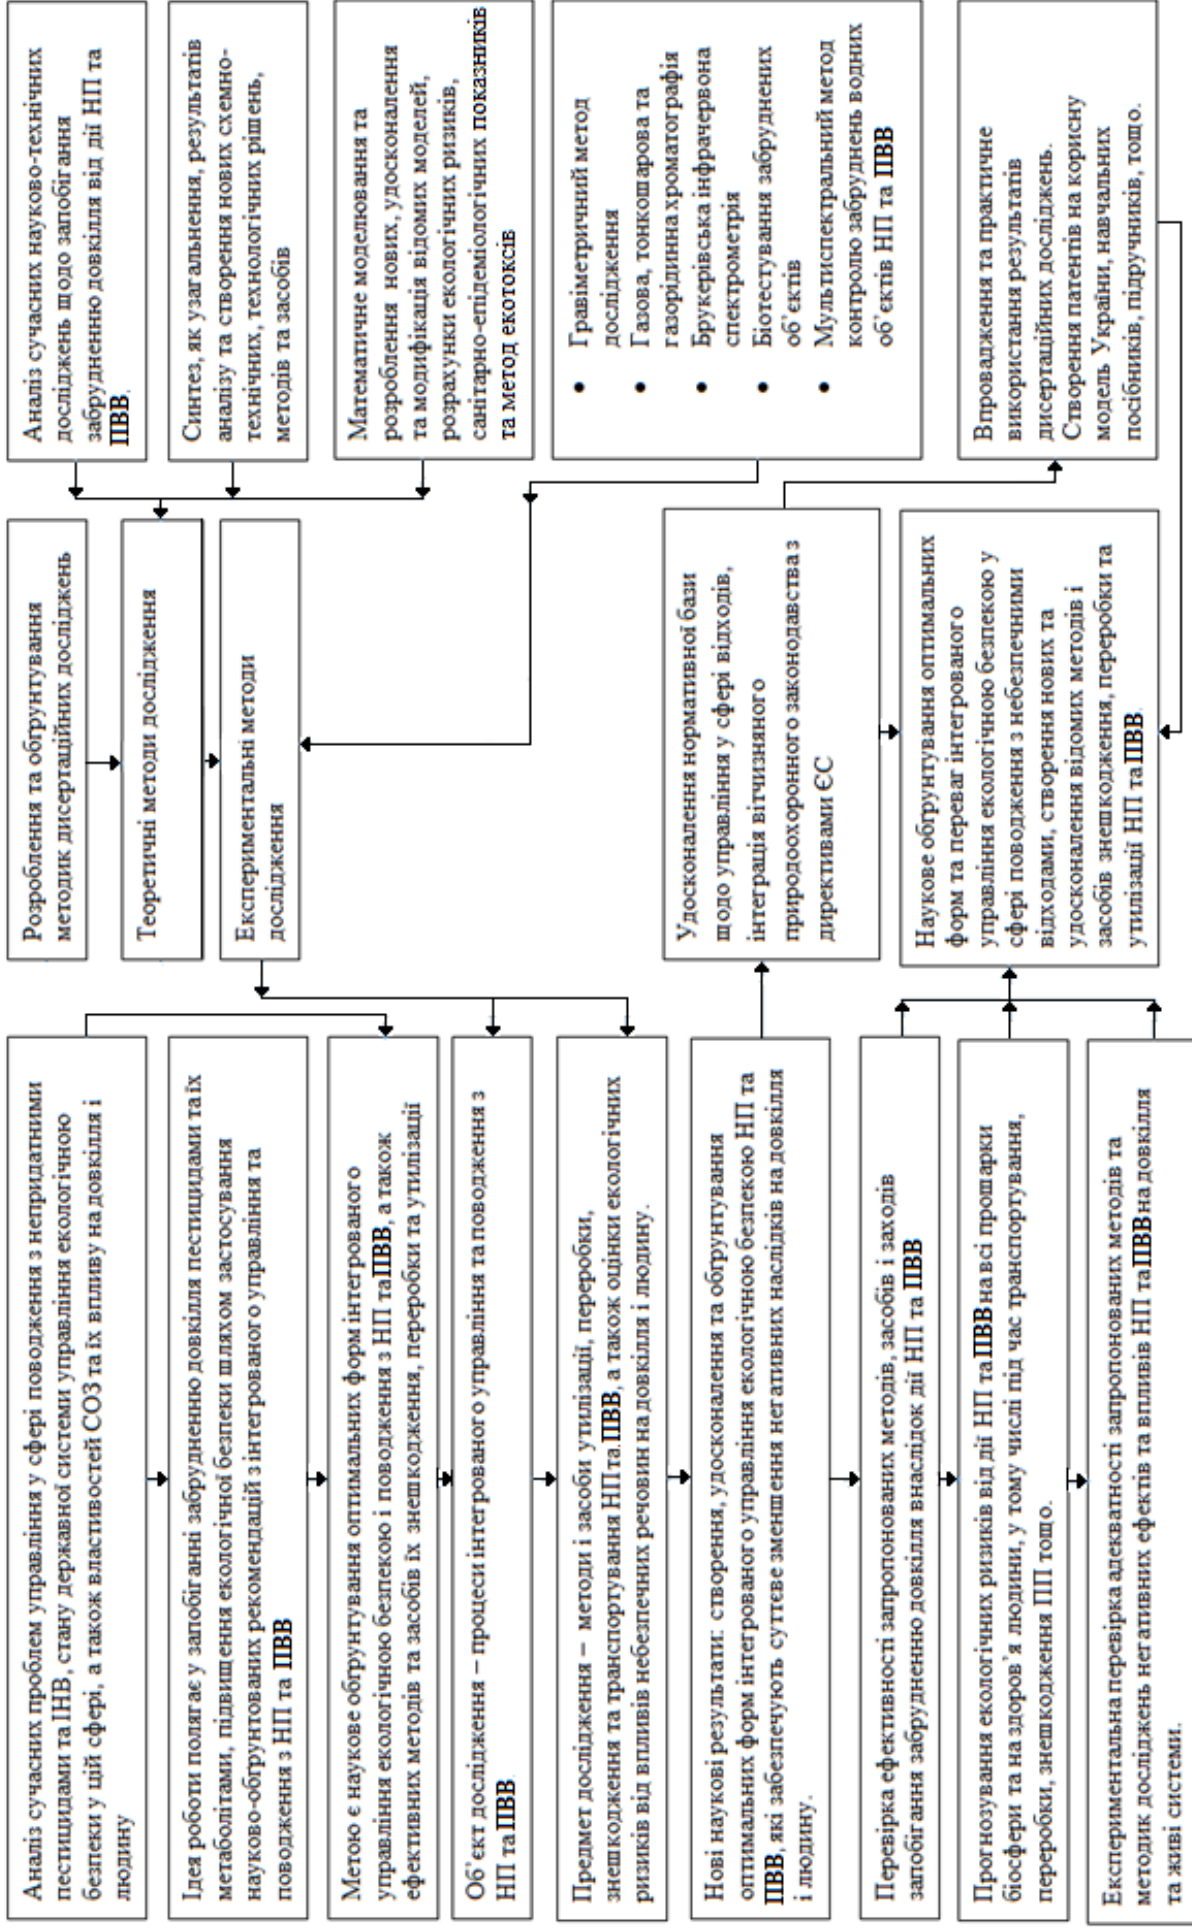 Аналіз сучасних проблем управління у сфері поводження з непридатними
пестицидами та ІНВ, стану державної системи управління екологічною
безпеки у цій сфері, а також властивостей СОЗ та їх впливу на довкілля і
людину
Ідея роботи полягає у запобіганні забрудненню довкілля пестицидами та їх
метаболітами, підвищення екологічної безпеки шляхом застосування
науково-обґрунтованих рекомендацій з інтегрованого управління та
поводження з НП та ПВВ
Метою є наукове обґрунтування оптимальних форм інтегрованого
управління екологічною безпекою і поводження з НП та ПВВ, а також
ефективних методів та засобів їх знешкодження, переробки та утилізації
Об'єкт дослідження – процеси інтегрованого управління та поводження з
НП та ПВВ.
Предмет дослідження – методи і засоби утилізації, переробки,
знешкодження та транспортування НП та ПВВ, а також оцінки екологічних
ризиків від впливів небезпечних речовин на довкілля і людину.
Нові наукові результати: створення, удосконалення та обґрунтування
оптимальних форм інтегрованого управління екологічною безпекою НП та
ПВВ, які забезпечують суттєве зменшення негативних наслідків на довкілля
і людину.
Перевірка ефективності запропонованих методів, засобів і заходів
запобігання забрудненню довкілля внаслідок дії НП та ПВВ
Прогнозування екологічних ризиків від дії НП та ПВВ на всі прошарки
біосфери та на здоров'я людини, у тому числі під час транспортування,
переробки, знешкодження ПП тощо.
Експериментальна перевірка адекватності запропонованих методів та
методик досліджень негативних ефектів та впливів НП та ПВВ на довкілля
та живі системи.
Розроблення та обґрунтування
методик дисертаційних досліджень
Теоретичні методи дослідження
Експериментальні методи
дослідження
Удосконалення нормативної бази
щодо управління у сфері відходів,
інтеграція вітчизняного
природоохоронного законодавства з
директивами ЄС
Наукове обґрунтування оптимальних
форм та переваг інтегрованого
управління екологічною безпекою у
сфері поводження з небезпечними
відходами, створення нових та
удосконалення відомих методів і
засобів знешкодження, переробки та
утилізації НП та ПВВ.
Аналіз сучасних науково-технічних
досліджень щодо запобігання
забрудненню довкілля від дії НП та
ПВВ.
Синтез, як узагальнення, результатів
аналізу та створення нових схемно-
технічних, технологічних рішень,
методів та засобів
Математичне моделювання та
розроблення нових, удосконалення
та модифікація відомих моделей,
розрахунки екологічних ризиків,
санітарно-епідеміологічних показників
та метод екотоксів
• Гравіметричний метод
дослідження
• Газова, тонкошарова та
газорідинна хроматографія
• Брукерівська інфрачервона
спектрометрія
• Біотестування забруднених
об'єктів
• Мультиспектральний метод
контролю забруднень водних
об'єктів НП та ПВВ
Впровадження та практичне
використання результатів
дисертаційних досліджень.
Створення патентів на корисну
модель України, навчальних
посібників, підручників, тощо.